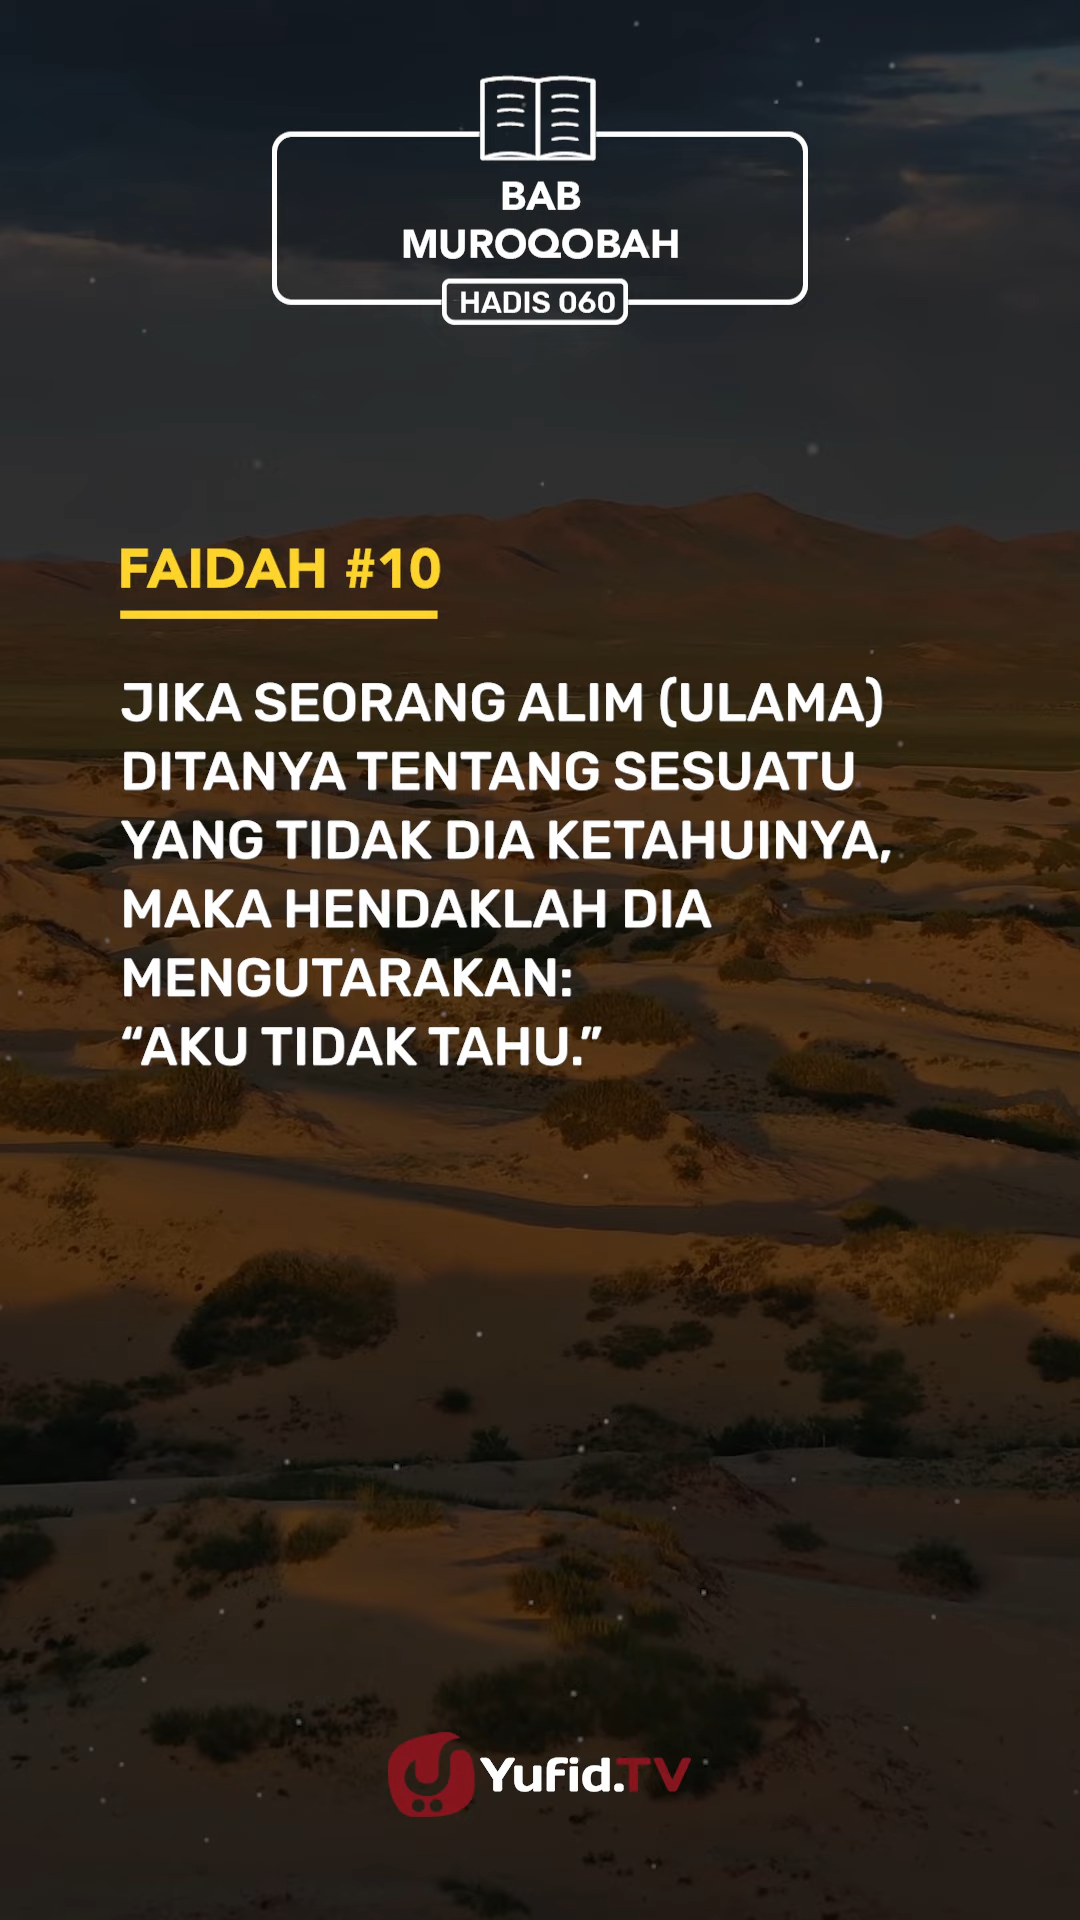 BAB
MUROQOBAH
HADIS 060
FAIDAH #10
JIKA SEORANG ALIM (ULAMA)
DITANYA TENTANG SESUATU
YANG TIDAK DIA KETAHUINYA,
MAKA HENDAKLAH DIA
MENGUTARAKAN:
“AKU TIDAK TAHU.”
Yufid.TV